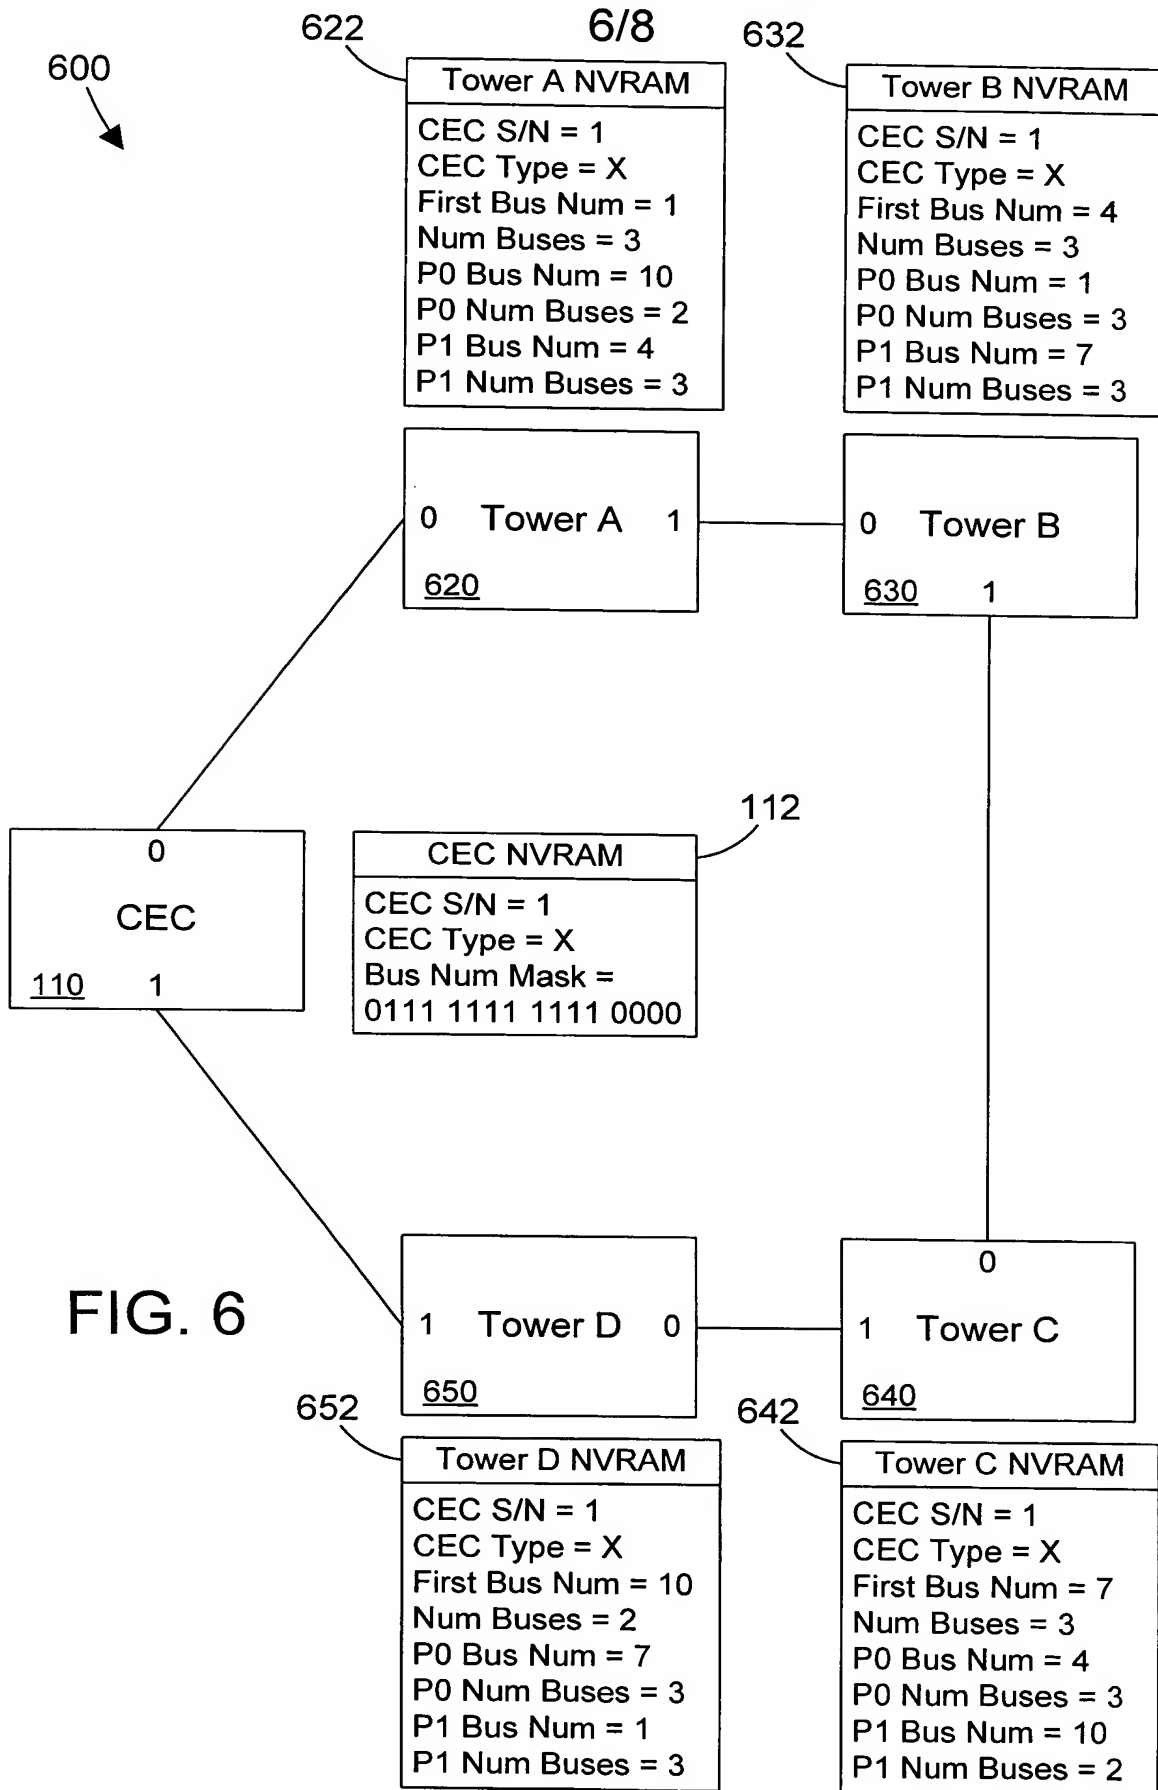 6/8
600
622
Tower A NVRAM
CEC S/N = 1
CEC Type = X
First Bus Num = 1
Num Buses = 3
P0 Bus Num = 10
P0 Num Buses = 2
P1 Bus Num = 4
P1 Num Buses = 3
632
Tower B NVRAM
CEC S/N = 1
CEC Type = X
First Bus Num = 4
Num Buses = 3
P0 Bus Num = 1
P0 Num Buses = 3
P1 Bus Num = 7
P1 Num Buses = 3
0 Tower A 1
620
0 Tower B
630 1
0
CEC
110 1
112
CEC NVRAM
CEC S/N = 1
CEC Type = X
Bus Num Mask =
0111 1111 1111 0000
FIG. 6
1 Tower D 0
650
0
1 Tower C
640
652
Tower D NVRAM
CEC S/N = 1
CEC Type = X
First Bus Num = 10
Num Buses = 2
P0 Bus Num = 7
P0 Num Buses = 3
P1 Bus Num = 1
P1 Num Buses = 3
642
Tower C NVRAM
CEC S/N = 1
CEC Type = X
First Bus Num = 7
Num Buses = 3
P0 Bus Num = 4
P0 Num Buses = 3
P1 Bus Num = 10
P1 Num Buses = 2